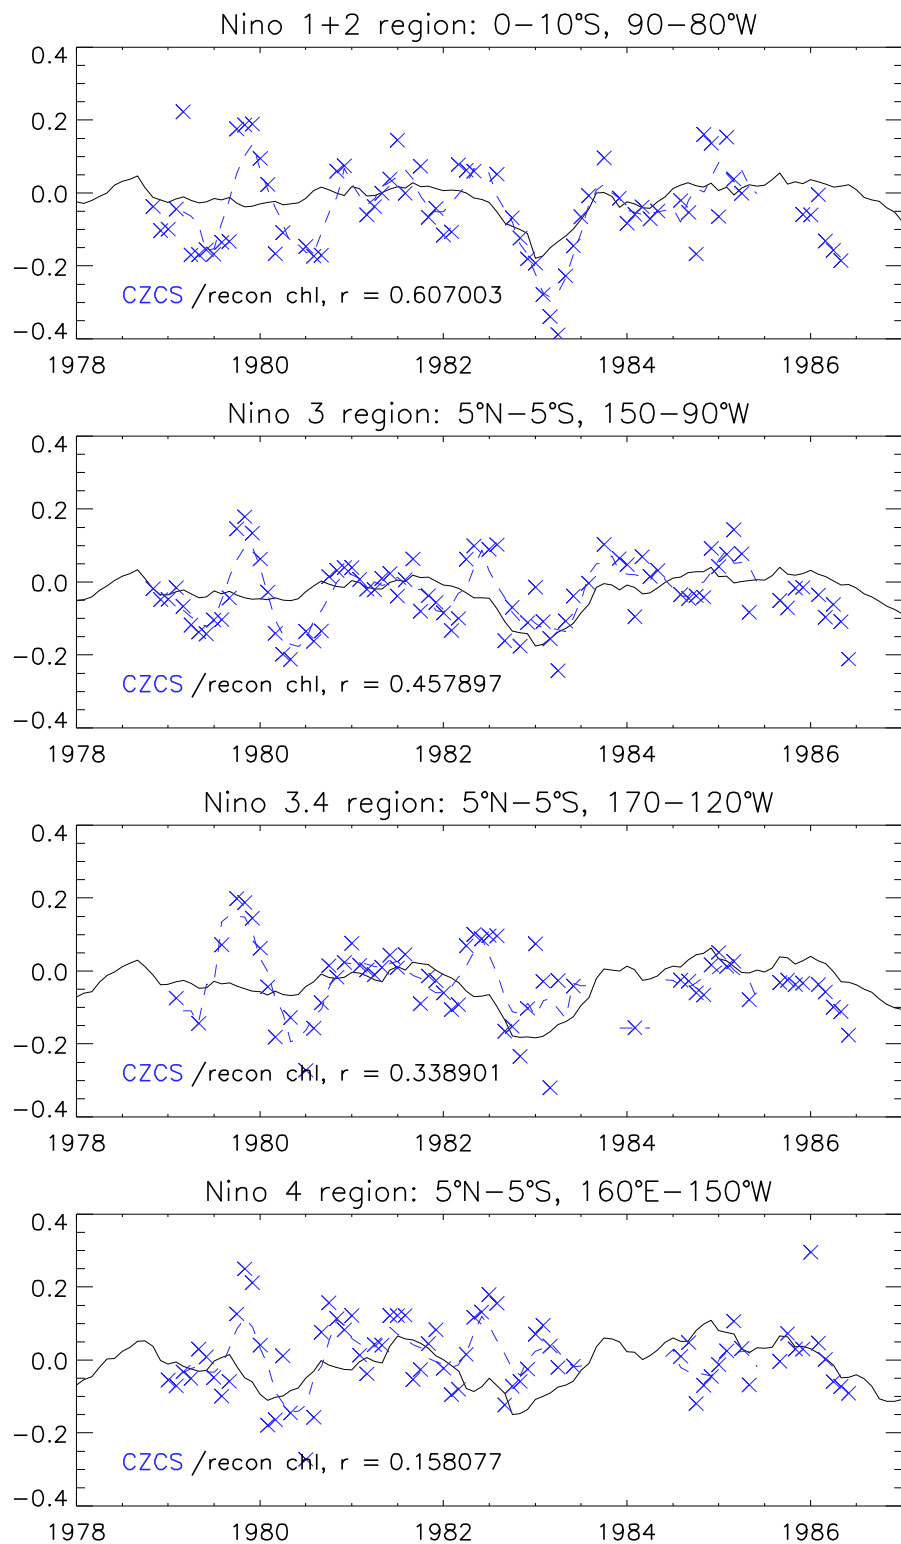 Nino 1+2 region: 0−10°S, 90−80°W
0.4
0.2
0.0
−0.2
−0.4
CZCS /recon chl, r = 0.607003
1978 1980 1982 1984 1986
Nino 3 region: 5°N−5°S, 150−90°W
0.4
0.2
0.0
−0.2
−0.4
CZCS /recon chl, r = 0.457897
1978 1980 1982 1984 1986
Nino 3.4 region: 5°N−5°S, 170−120°W
0.4
0.2
0.0
−0.2
−0.4
CZCS /recon chl, r = 0.338901
1978 1980 1982 1984 1986
Nino 4 region: 5°N−5°S, 160°E−150°W
0.4
0.2
0.0
−0.2
−0.4
CZCS /recon chl, r = 0.158077
1978 1980 1982 1984 1986